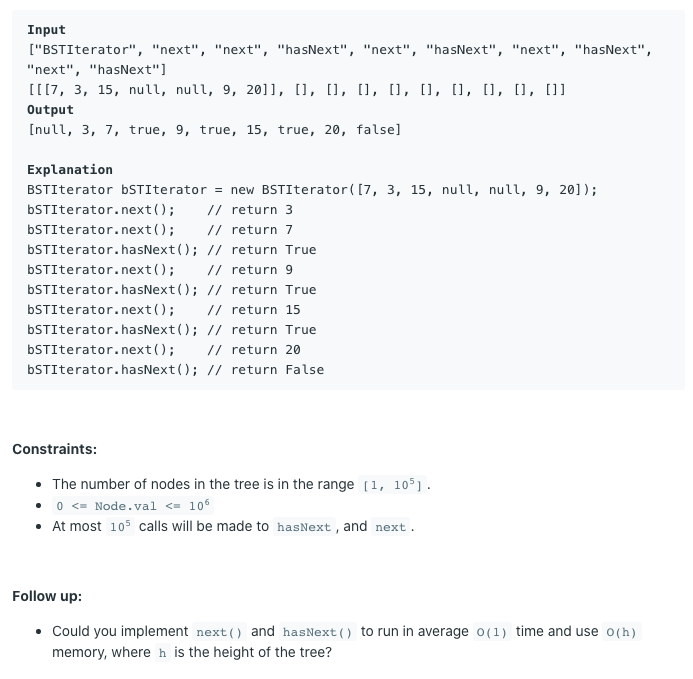 Input
["BSTIterator", "next", "next", "hasNext", "next", "hasNext", "next", "hasNext",
"next", "hasNext"]
[[[7, 3, 15, null, null, 9, 20]], [], [], [], [], [], [], [], [], []]
Output
[null, 3, 7, true, 9, true, 15, true, 20, false]
Explanation
BSTIterator bSTIterator = new BSTIterator([7, 3, 15, null, null, 9, 20]);
bSTIterator.next();    // return 3
bSTIterator.next();    // return 7
bSTIterator.hasNext(); // return True
bSTIterator.next();    // return 9
bSTIterator.hasNext(); // return True
bSTIterator.next();    // return 15
bSTIterator.hasNext(); // return True
bSTIterator.next();    // return 20
bSTIterator.hasNext(); // return False
Constraints:
• The number of nodes in the tree is in the range [1, 10⁵].
• 0 <= Node.val <= 10⁶
• At most 10⁵ calls will be made to hasNext, and next.
Follow up:
• Could you implement next() and hasNext() to run in average O(1) time and use O(h)
memory, where h is the height of the tree?